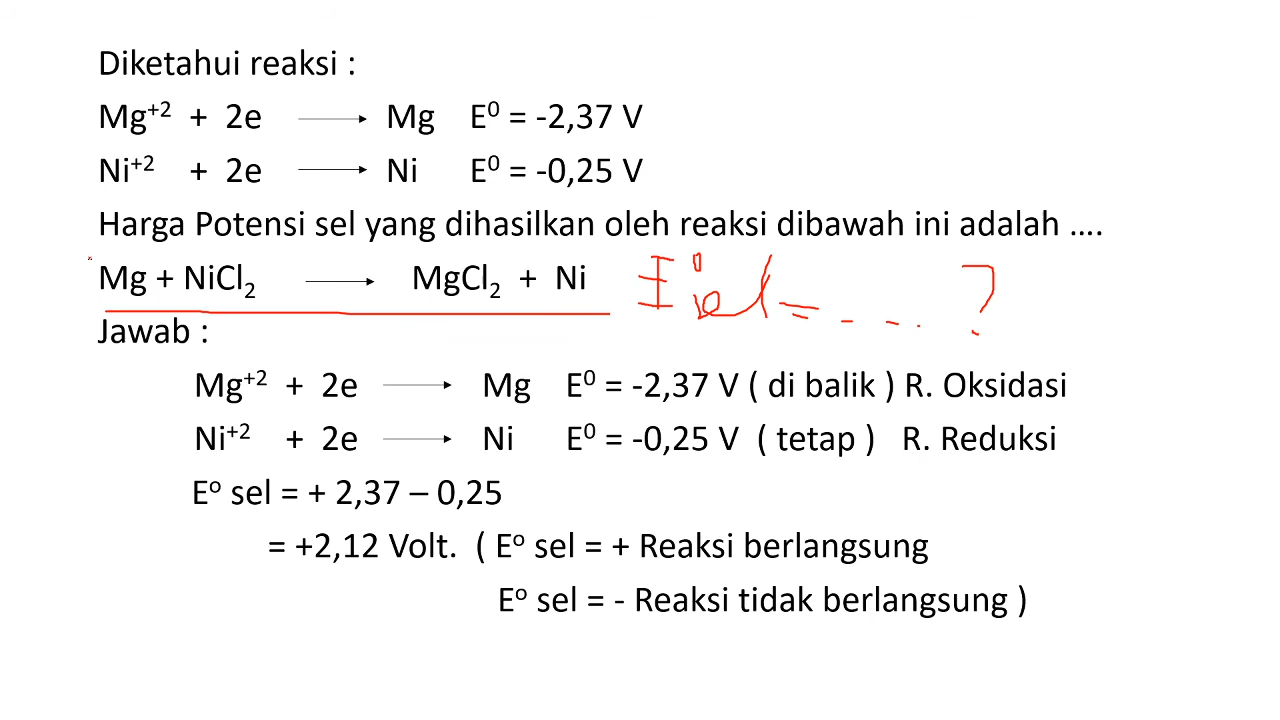 Diketahui reaksi :
Mg⁺² + 2e ⟶ Mg E⁰ = -2,37 V
Ni⁺² + 2e ⟶ Ni E⁰ = -0,25 V
Harga Potensi sel yang dihasilkan oleh reaksi dibawah ini adalah ....
Mg + NiCl₂ ⟶ MgCl₂ + Ni E° sel = - - . . ?
Jawab :
Mg⁺² + 2e ⟶ Mg E⁰ = -2,37 V ( di balik ) R. Oksidasi
Ni⁺² + 2e ⟶ Ni E⁰ = -0,25 V ( tetap ) R. Reduksi
Eº sel = + 2,37 – 0,25
= +2,12 Volt. ( Eº sel = + Reaksi berlangsung
Eº sel = - Reaksi tidak berlangsung )